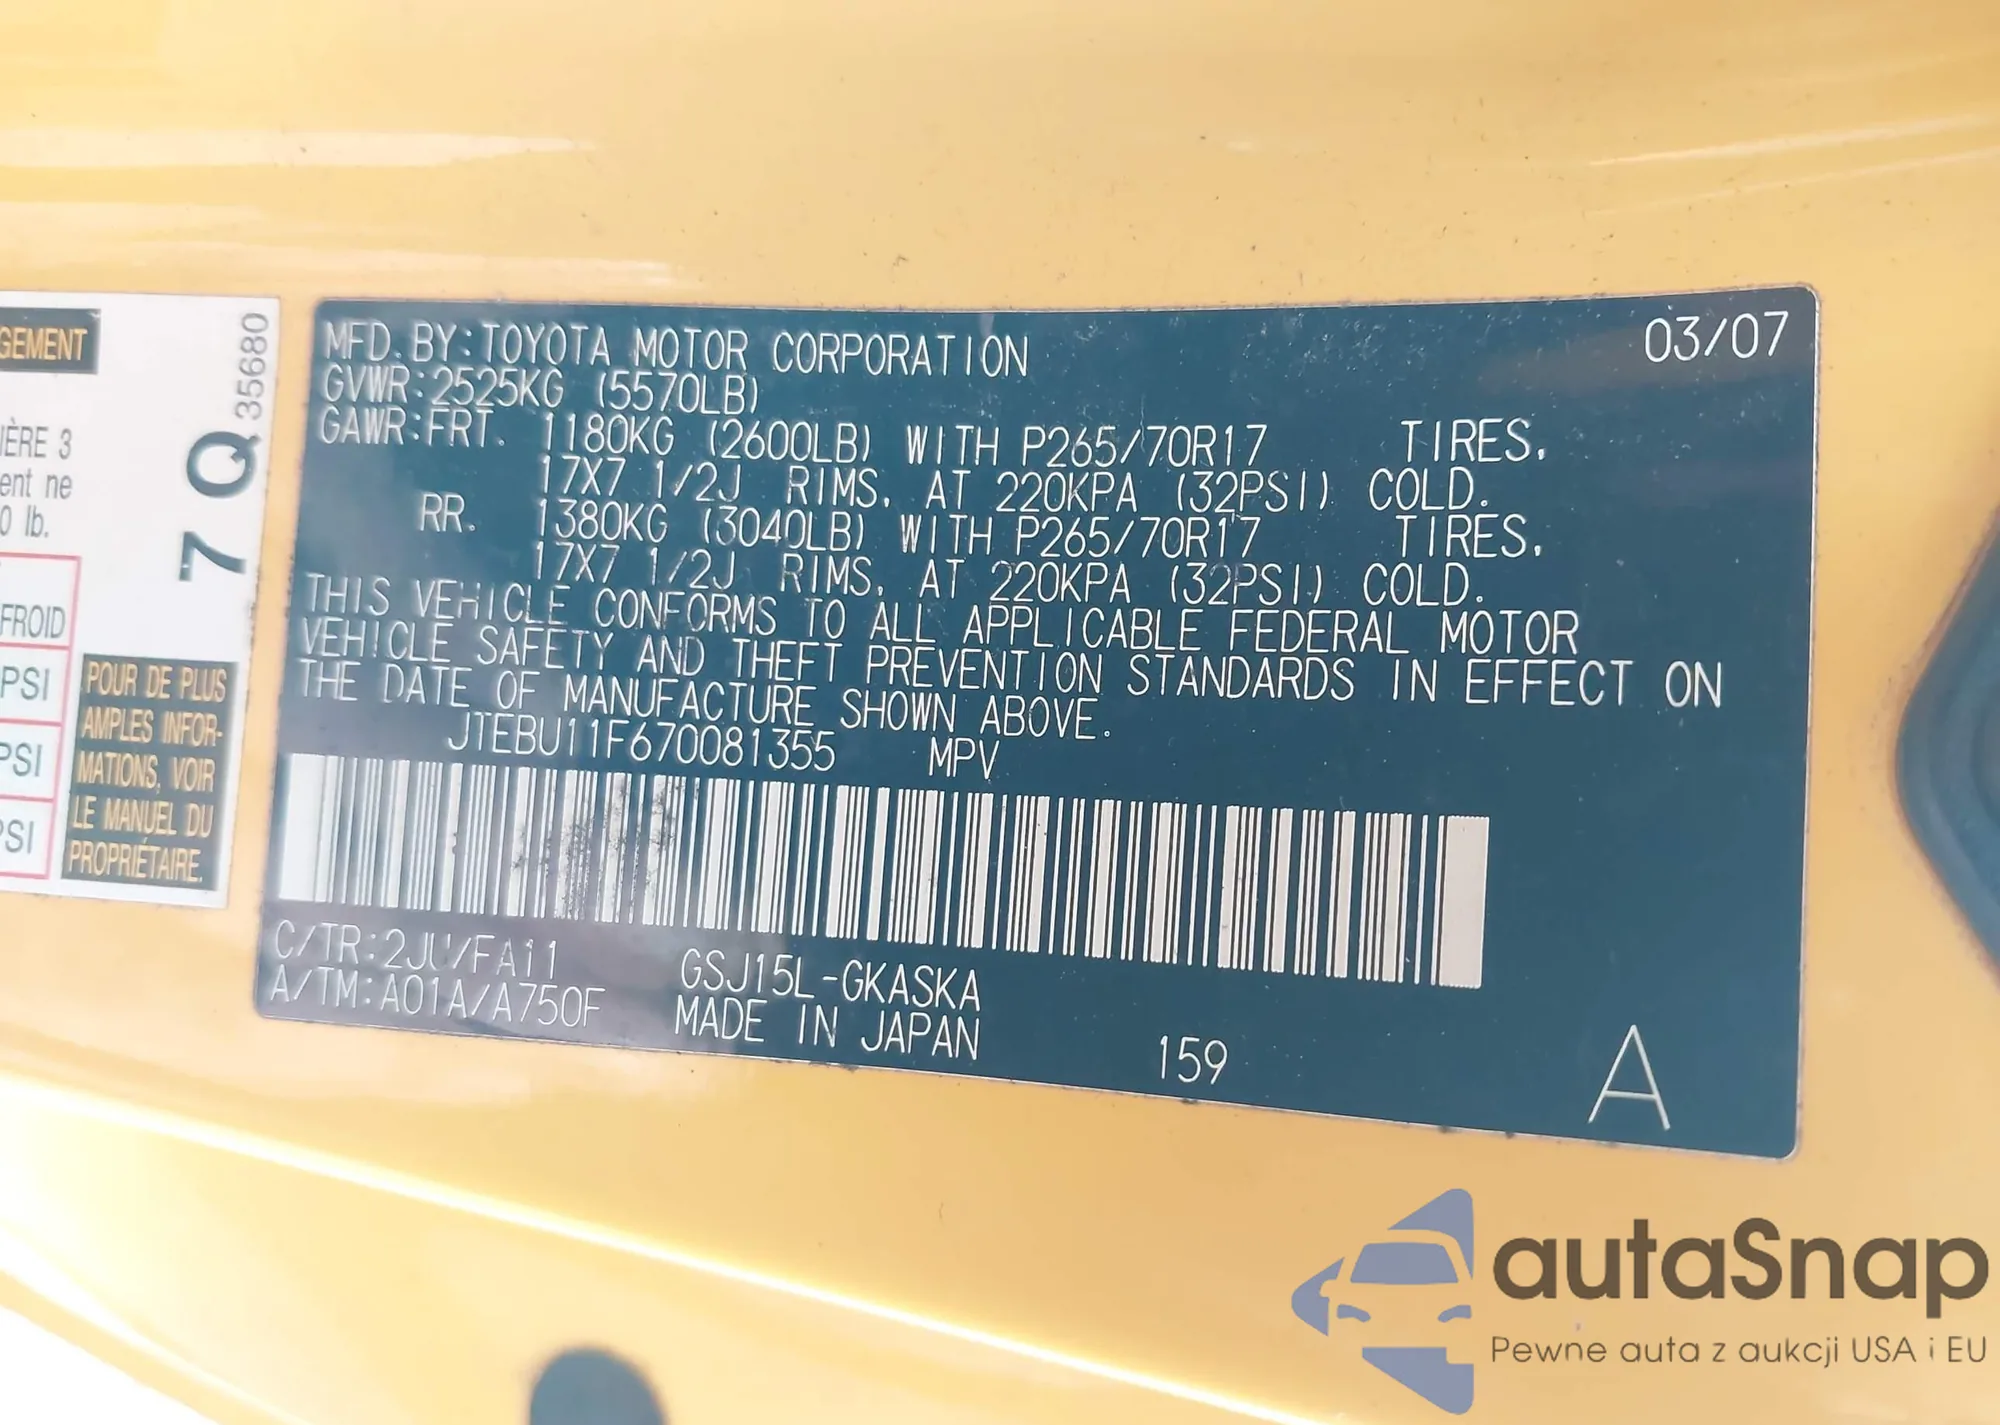 GEMENT
IÈRE 3
ent ne
0 lb.
FROID
PSI
PSI
PSI
7Q35680
POUR DE PLUS
AMPLES INFOR-
MATIONS, VOIR
LE MANUEL DU
PROPRIÉTAIRE.
MFD. BY: TOYOTA MOTOR CORPORATION 03/07
GVWR: 2525KG (5570LB)
GAWR: FRT. 1180KG (2600LB) WITH P265/70R17 TIRES,
17X7 1/2J RIMS, AT 220KPA (32PSI) COLD.
RR. 1380KG (3040LB) WITH P265/70R17 TIRES,
17X7 1/2J RIMS, AT 220KPA (32PSI) COLD.
THIS VEHICLE CONFORMS TO ALL APPLICABLE FEDERAL MOTOR
VEHICLE SAFETY AND THEFT PREVENTION STANDARDS IN EFFECT ON
THE DATE OF MANUFACTURE SHOWN ABOVE.
JTEBU11F670081355 MPV
C/TR: 2JU/FA11 GSJ15L-GKASKA
A/TM: A01A/A750F MADE IN JAPAN 159 A
autaSnap
Pewne auta z aukcji USA i EU